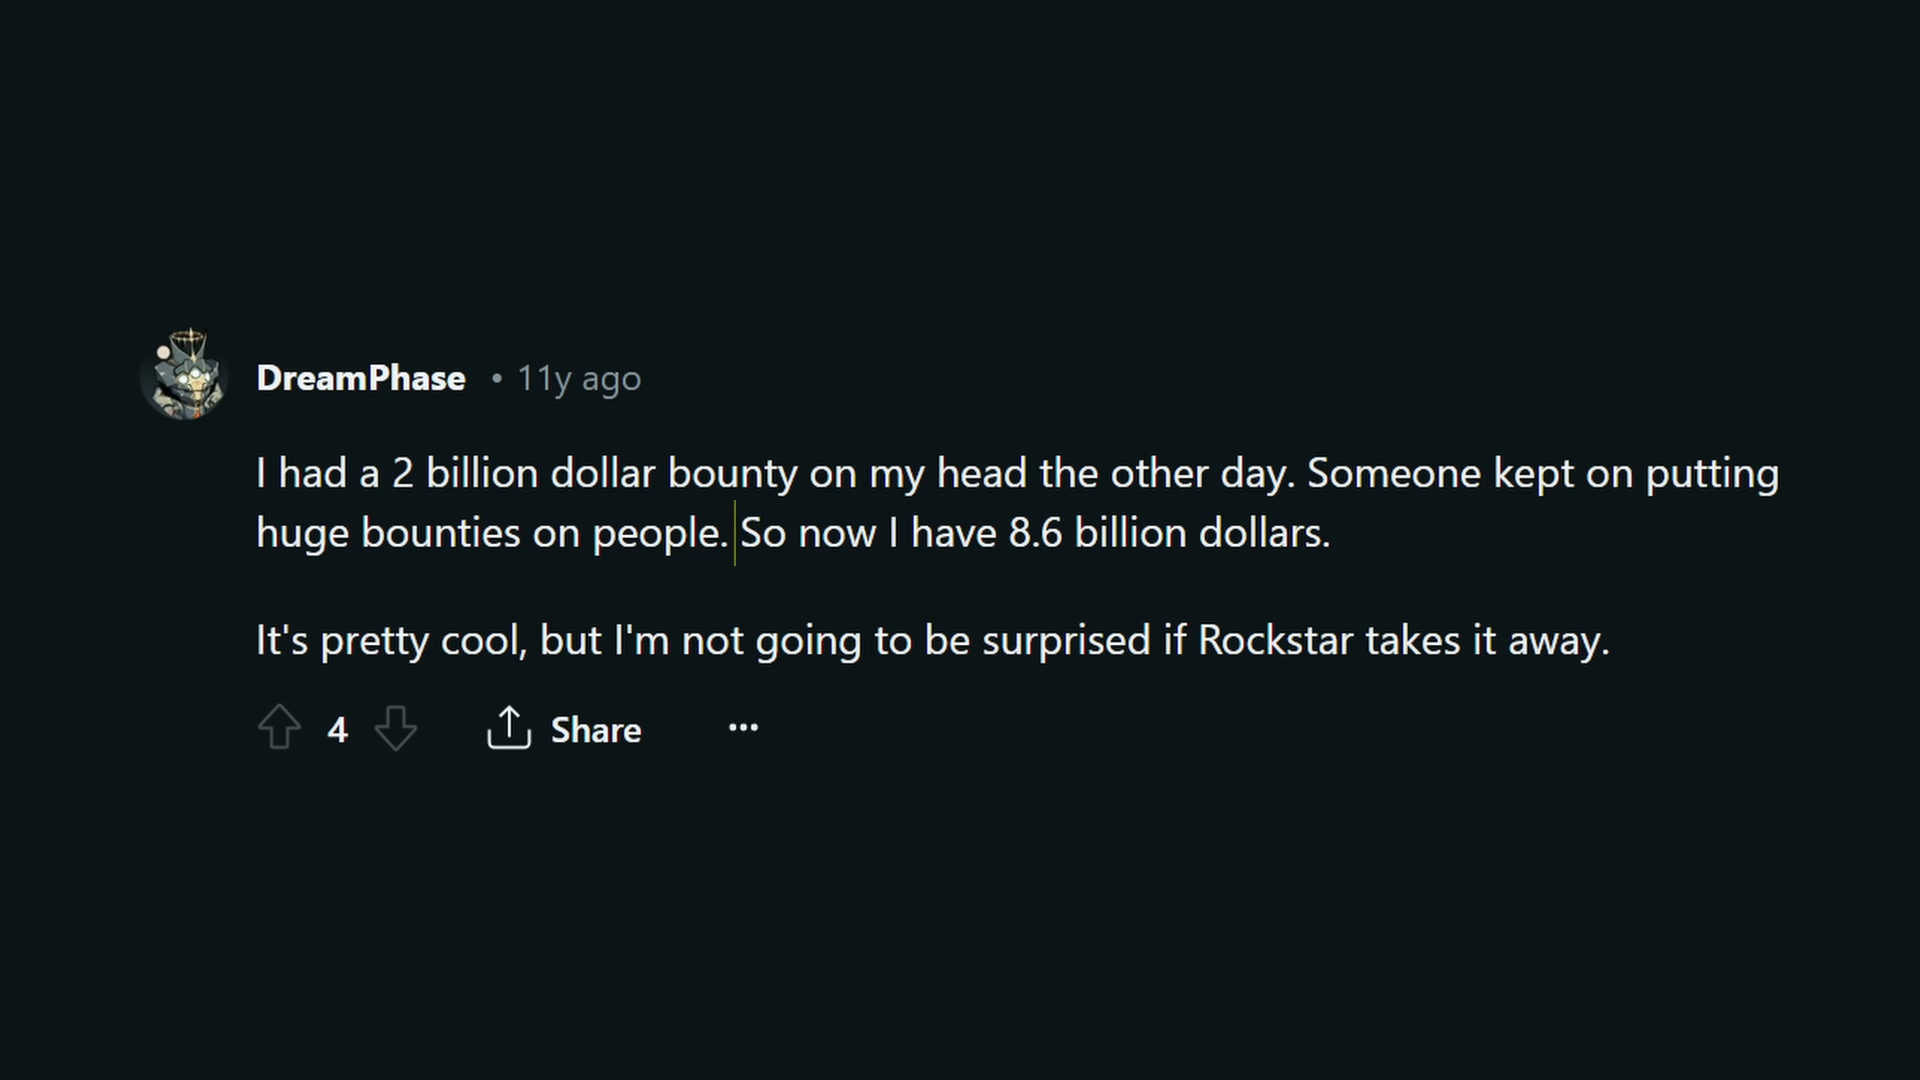 DreamPhase • 11y ago
I had a 2 billion dollar bounty on my head the other day. Someone kept on putting
huge bounties on people. So now I have 8.6 billion dollars.
It's pretty cool, but I'm not going to be surprised if Rockstar takes it away.
4 Share ...